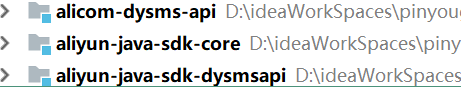 alicom-dysms-api D:\ideaWorkSpaces\pinyou
aliyun-java-sdk-core D:\ideaWorkSpaces\piny
aliyun-java-sdk-dysmsapi D:\ideaWorkSpaces